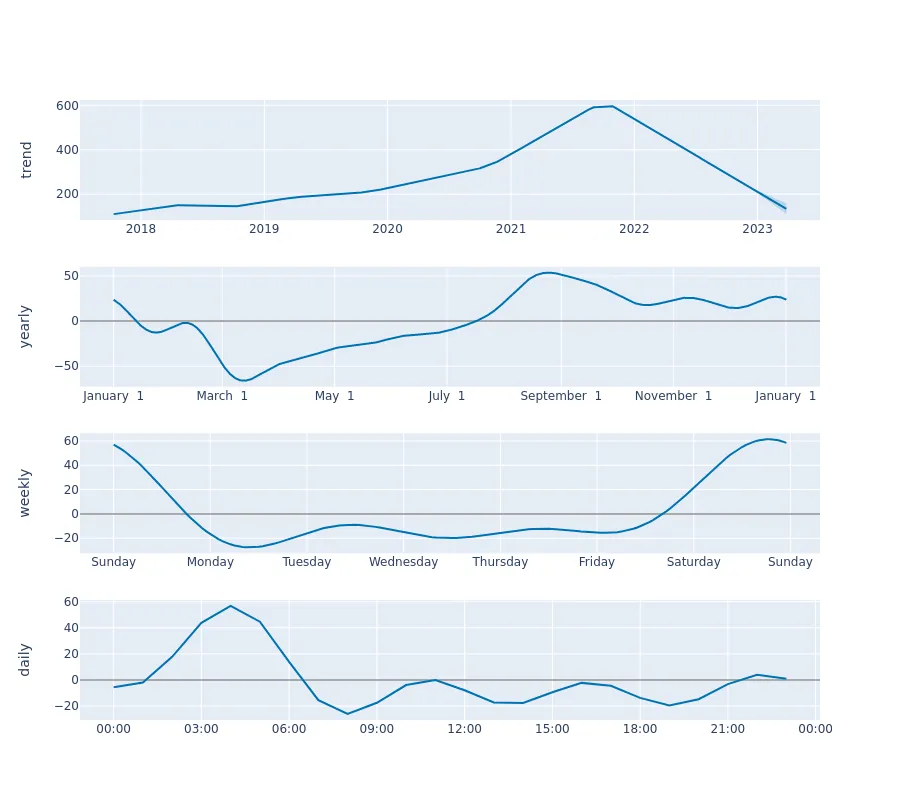 trend
600
400
200
2018 2019 2020 2021 2022 2023
yearly
50
0
−50
January 1 March 1 May 1 July 1 September 1 November 1 January 1
weekly
60
40
20
0
−20
Sunday Monday Tuesday Wednesday Thursday Friday Saturday Sunday
daily
60
40
20
0
−20
00:00 03:00 06:00 09:00 12:00 15:00 18:00 21:00 00:00